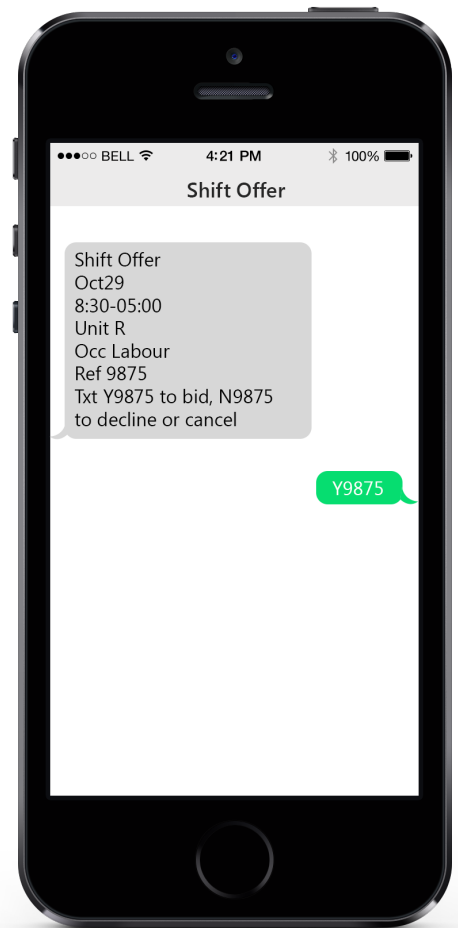 BELL 4:21 PM 100%
Shift Offer
Shift Offer
Oct29
8:30-05:00
Unit R
Occ Labour
Ref 9875
Txt Y9875 to bid, N9875
to decline or cancel
Y9875